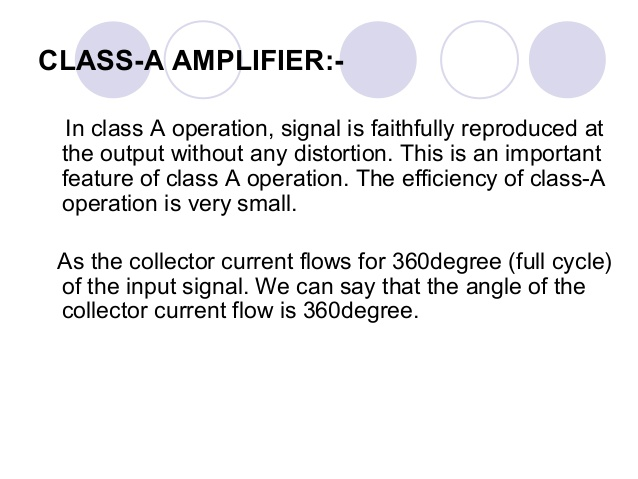 CLASS-A AMPLIFIER:-
In class A operation, signal is faithfully reproduced at
the output without any distortion. This is an important
feature of class A operation. The efficiency of class-A
operation is very small.
As the collector current flows for 360degree (full cycle)
of the input signal. We can say that the angle of the
collector current flow is 360degree.